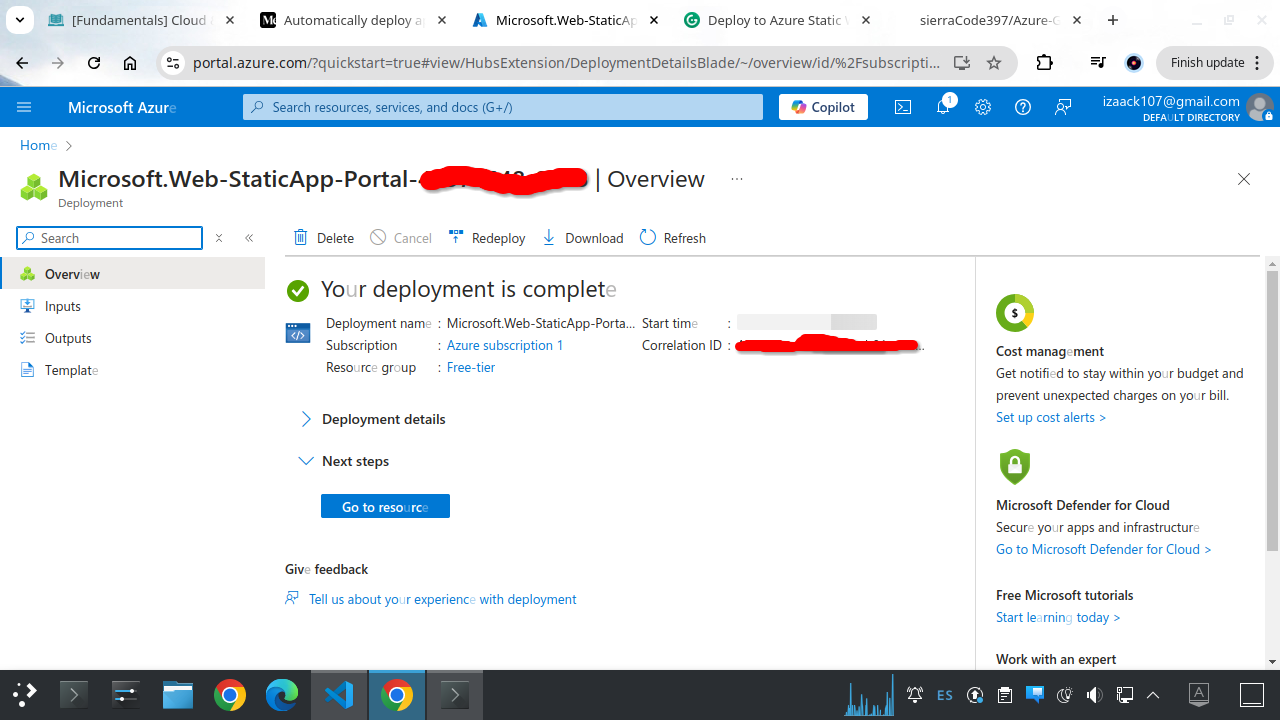 [Fundamentals] Cloud
Automatically deploy a
Microsoft.Web-StaticAp
Deploy to Azure Static
sierraCode397/Azure-
portal.azure.com/?quickstart=true#view/HubsExtension/DeploymentDetailsBlade/~/overview/id/%2Fsubscripti...
Finish update
Microsoft Azure
Search resources, services, and docs (G+/)
Copilot
1
izaack107@gmail.com
DEFAULT DIRECTORY
Home
Microsoft.Web-StaticApp-Portal- | Overview ...
Deployment
Search
Delete
Cancel
Redeploy
Download
Refresh
Overview
Inputs
Outputs
Template
Your deployment is complete
Deployment name : Microsoft.Web-StaticApp-Porta...
Subscription : Azure subscription 1
Resource group : Free-tier
Start time :
Correlation ID : ...
Deployment details
Next steps
Go to resource
Give feedback
Tell us about your experience with deployment
$
Cost management
Get notified to stay within your budget and
prevent unexpected charges on your bill.
Set up cost alerts >
Microsoft Defender for Cloud
Secure your apps and infrastructure
Go to Microsoft Defender for Cloud >
Free Microsoft tutorials
Start learning today >
Work with an expert
ES
A